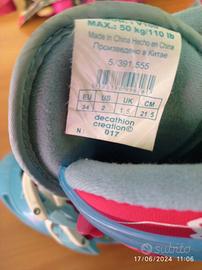 MAX.: 50 kg/110 lb
Made in China Hecho en China
Произведено в Китае
5/391.555
EU US UK CM
34 2 1.5 21.5
decathlon
creation©
N 017
subito
17/06/2024 11:06